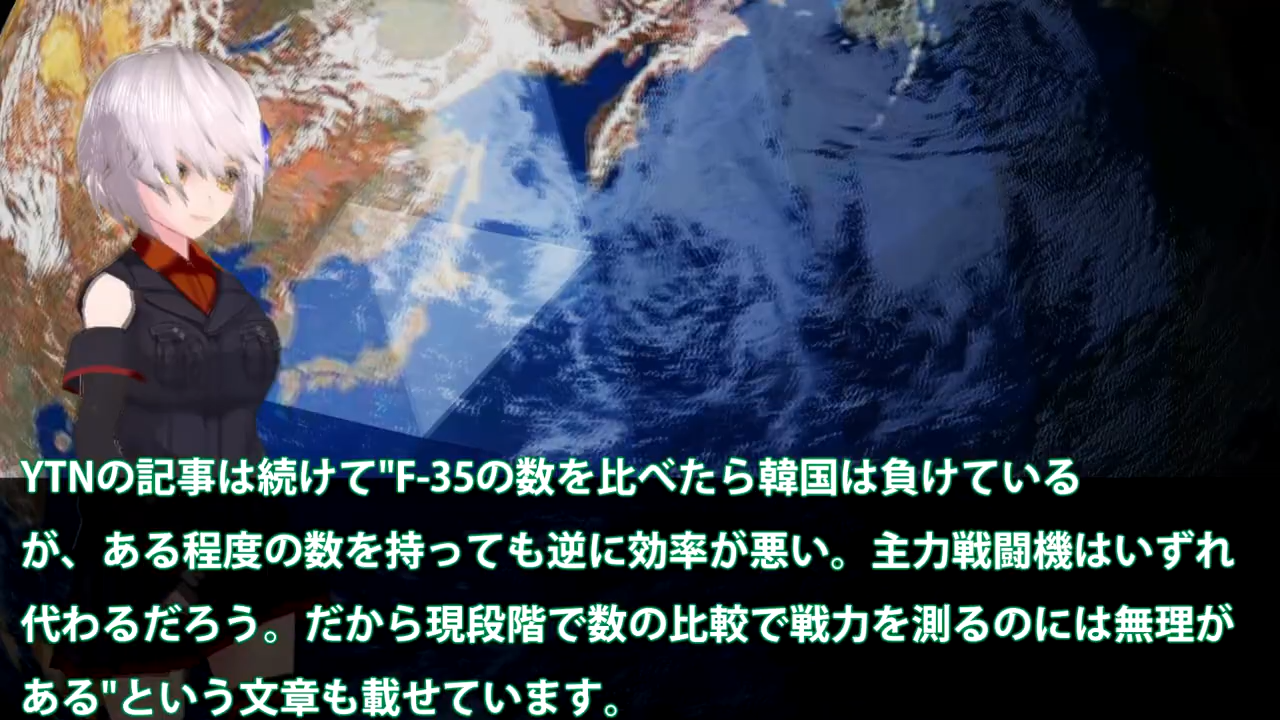 YTNの記事は続けて"F-35の数を比べたら韓国は負けている
が、ある程度の数を持っても逆に効率が悪い。主力戦闘機はいずれ
代わるだろう。だから現段階で数の比較で戦力を測るのには無理が
ある"という文章も載せています。